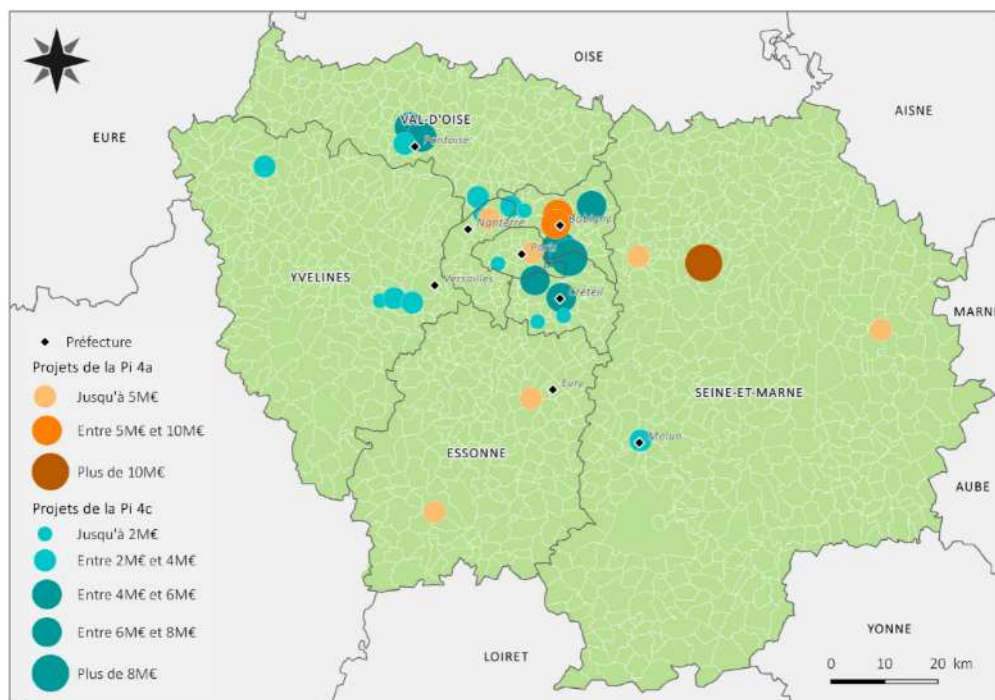 OISE
AISNE
EURE
VAL-D'OISE
Pontoise
Nanterre
Bobigny
Paris
YVELINES
Versailles
Créteil
MARNE
Préfecture
Projets de la Pi 4a
Jusqu'à 5M€
Entre 5M€ et 10M€
Plus de 10M€
Evry
SEINE-ET-MARNE
ESSONNE
Melun
AUBE
Projets de la Pi 4c
Jusqu'à 2M€
Entre 2M€ et 4M€
Entre 4M€ et 6M€
Entre 6M€ et 8M€
Plus de 8M€
YONNE
LOIRET
0 10 20 km